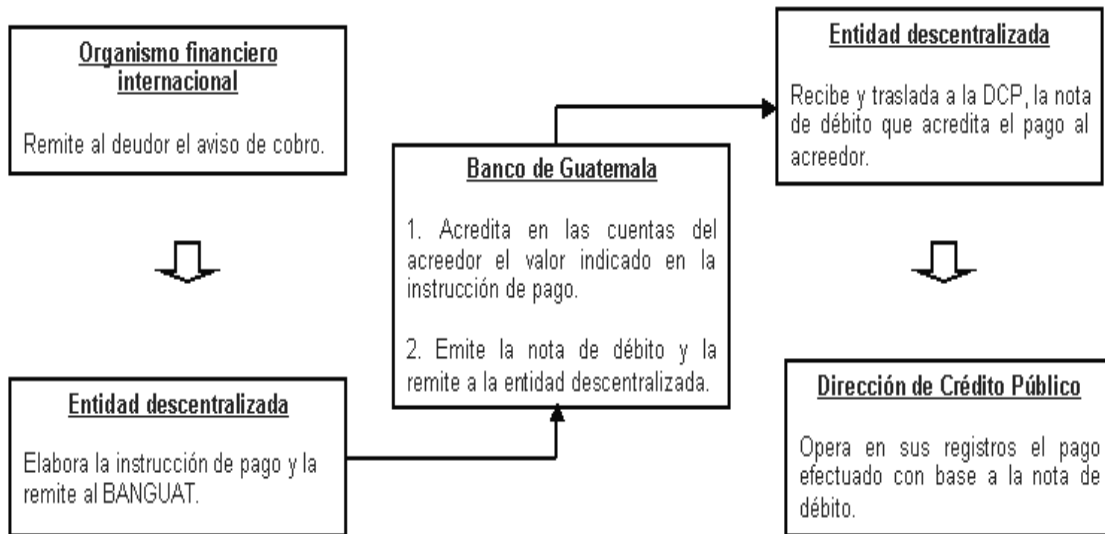 Organismo financiero
internacional
Remite al deudor el aviso de cobro.
Entidad descentralizada
Elabora la instrucción de pago y la
remite al BANGUAT.
Banco de Guatemala
1. Acredita en las cuentas del
acreedor el valor indicado en la
instrucción de pago.
2. Emite la nota de débito y la
remite a la entidad descentralizada.
Entidad descentralizada
Recibe y traslada a la DCP, la nota
de débito que acredita el pago al
acreedor.
Dirección de Crédito Público
Opera en sus registros el pago
efectuado con base a la nota de
débito.